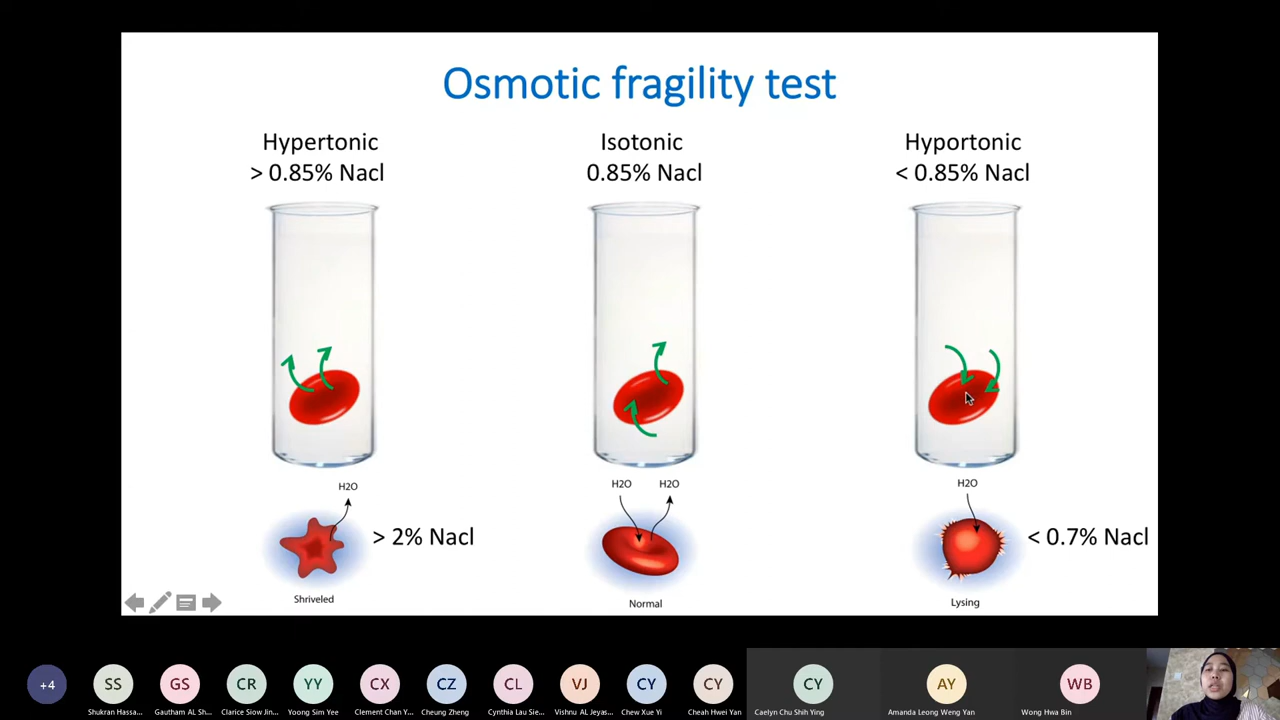 Osmotic fragility test
Hypertonic
> 0.85% Nacl
Isotonic
0.85% Nacl
Hyportonic
< 0.85% Nacl
H2O
> 2% Nacl
Shriveled
H2O H2O
Normal
H2O
< 0.7% Nacl
Lysing
+4
SS
GS
CR
YY
CX
CZ
CL
VJ
CY
CY
CY
AY
WB
Shukran Hassa...
Gautham AL Sh...
Clarice Siow Jin...
Yoong Sim Yee
Clement Chan Y...
Cheung Zheng
Cynthia Lau Sie...
Vishnu AL Jeyas...
Chew Xue Yi
Cheah Hwei Yan
Caelyn Chu Shih Ying
Amanda Leong Weng Yan
Wong Hwa Bin